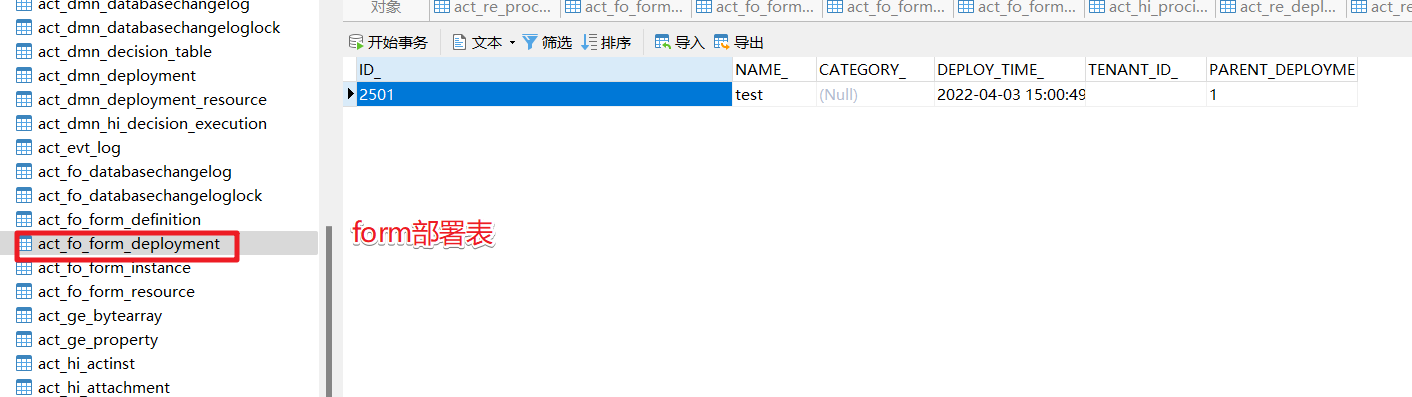 act_dmn_databasechangelog
act_dmn_databasechangeloglock
act_dmn_decision_table
act_dmn_deployment
act_dmn_deployment_resource
act_dmn_hi_decision_execution
act_evt_log
act_fo_databasechangelog
act_fo_databasechangeloglock
act_fo_form_definition
act_fo_form_deployment
act_fo_form_instance
act_fo_form_resource
act_ge_bytearray
act_ge_property
act_hi_actinst
act_hi_attachment
对象 act_re_proc... act_fo_form... act_fo_form... act_fo_form... act_fo_form... act_hi_proci... act_re_depl... act_re
开始事务 文本 筛选 排序 导入 导出
ID_ NAME_ CATEGORY_ DEPLOY_TIME_ TENANT_ID_ PARENT_DEPLOYME
2501 test (Null) 2022-04-03 15:00:49 1
form部署表